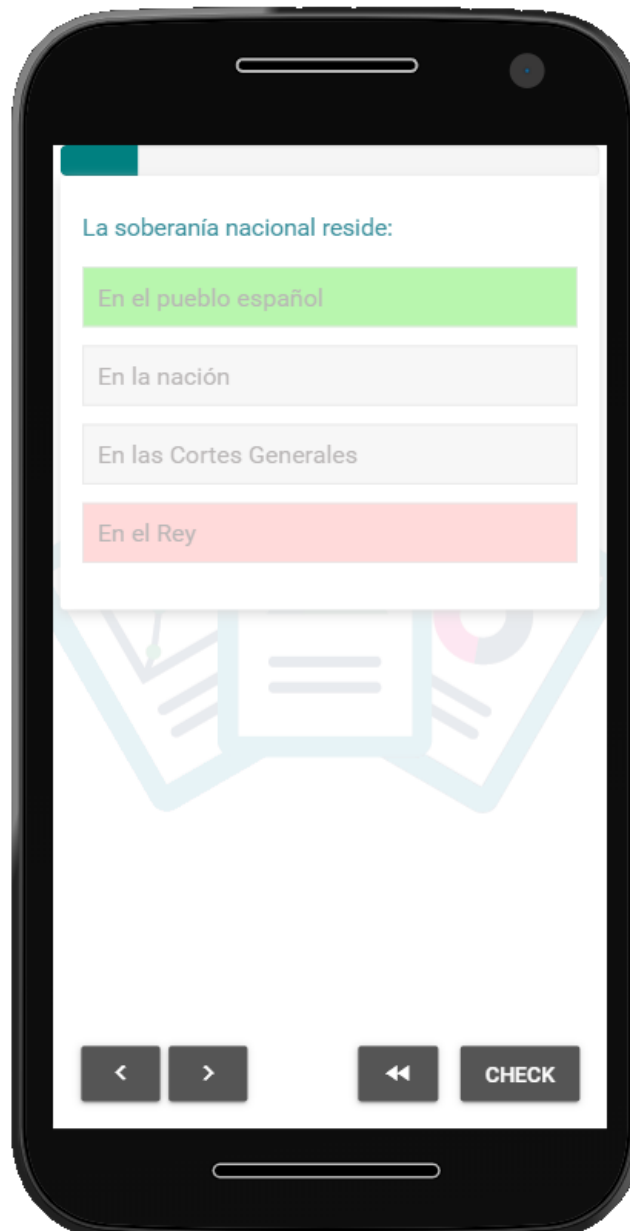 La soberanía nacional reside:
En el pueblo español
En la nación
En las Cortes Generales
En el Rey
CHECK